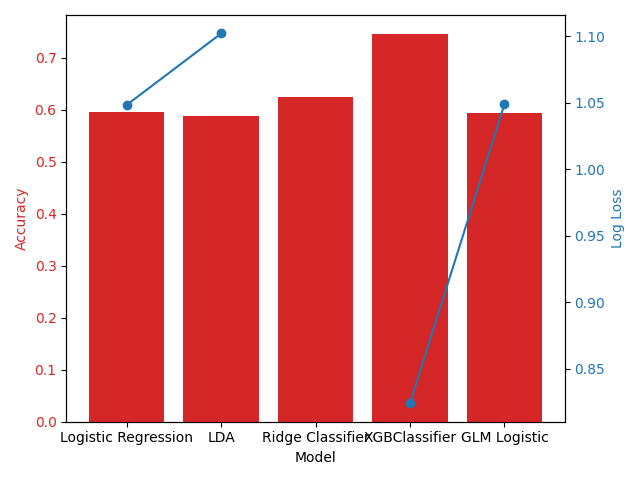 0.7
0.6
0.5
0.4
0.3
0.2
0.1
0.0
Accuracy
1.10
1.05
1.00
0.95
0.90
0.85
Log Loss
Logistic Regression
LDA
Ridge Classifier
XGBClassifier
GLM Logistic
Model